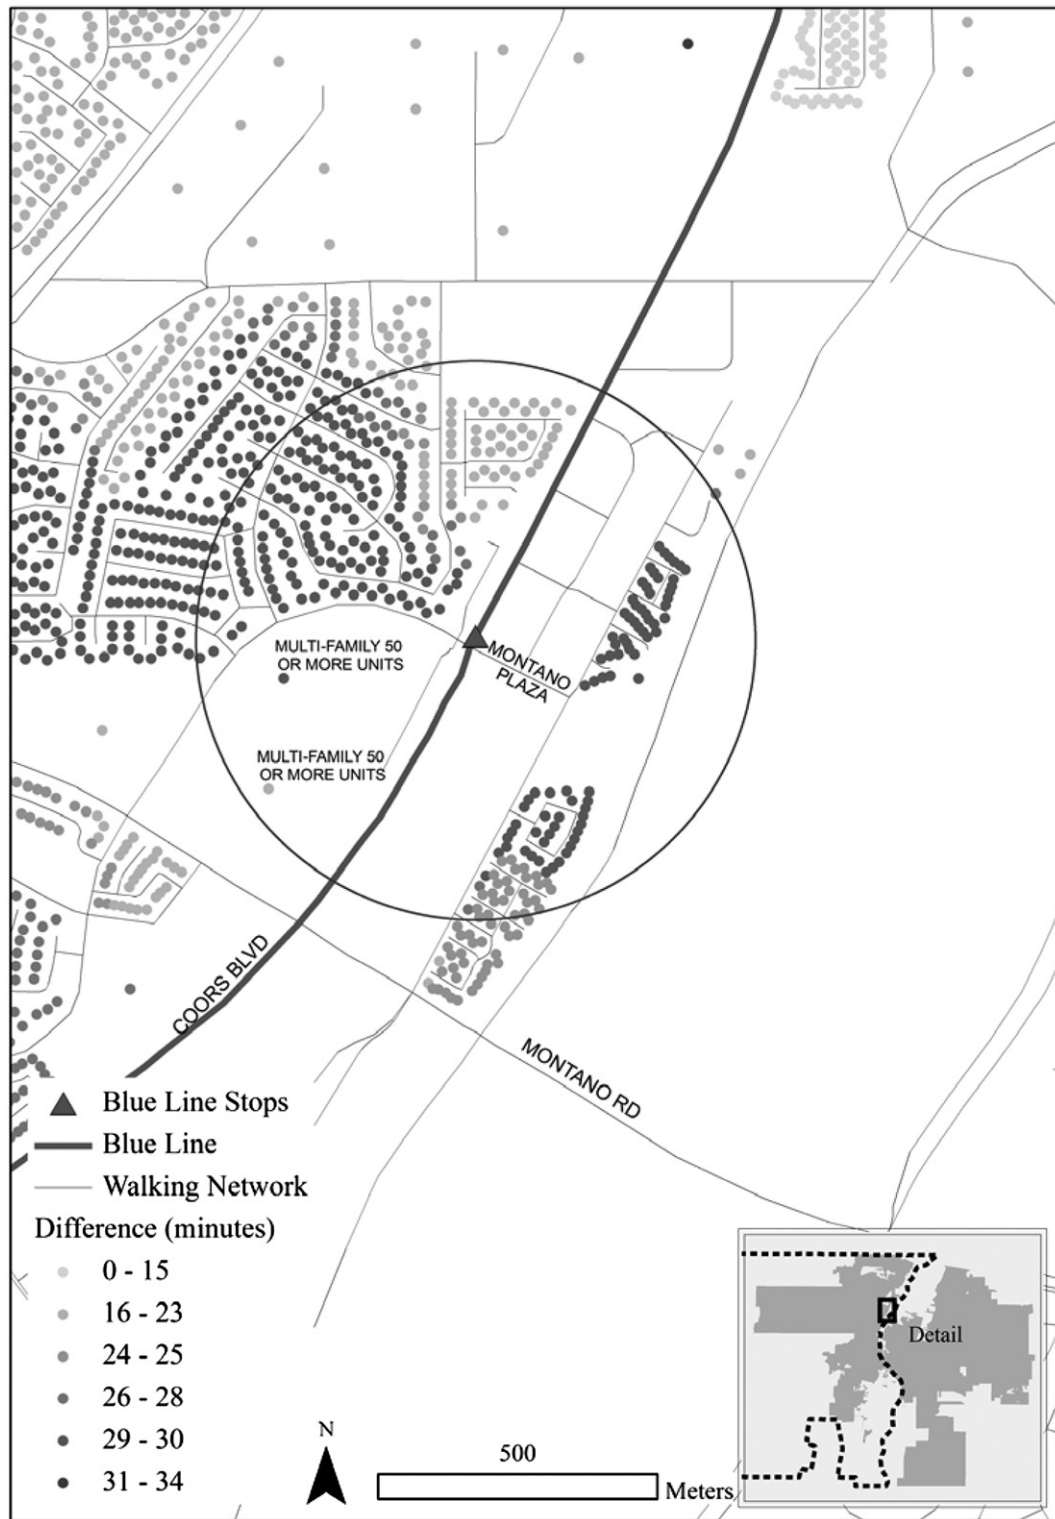 MULTI-FAMILY 50
OR MORE UNITS
MONTANO
PLAZA
MULTI-FAMILY 50
OR MORE UNITS
COORS BLVD
MONTANO RD
Blue Line Stops
Blue Line
Walking Network
Difference (minutes)
0 - 15
16 - 23
24 - 25
26 - 28
29 - 30
31 - 34
N
500
Meters
Detail